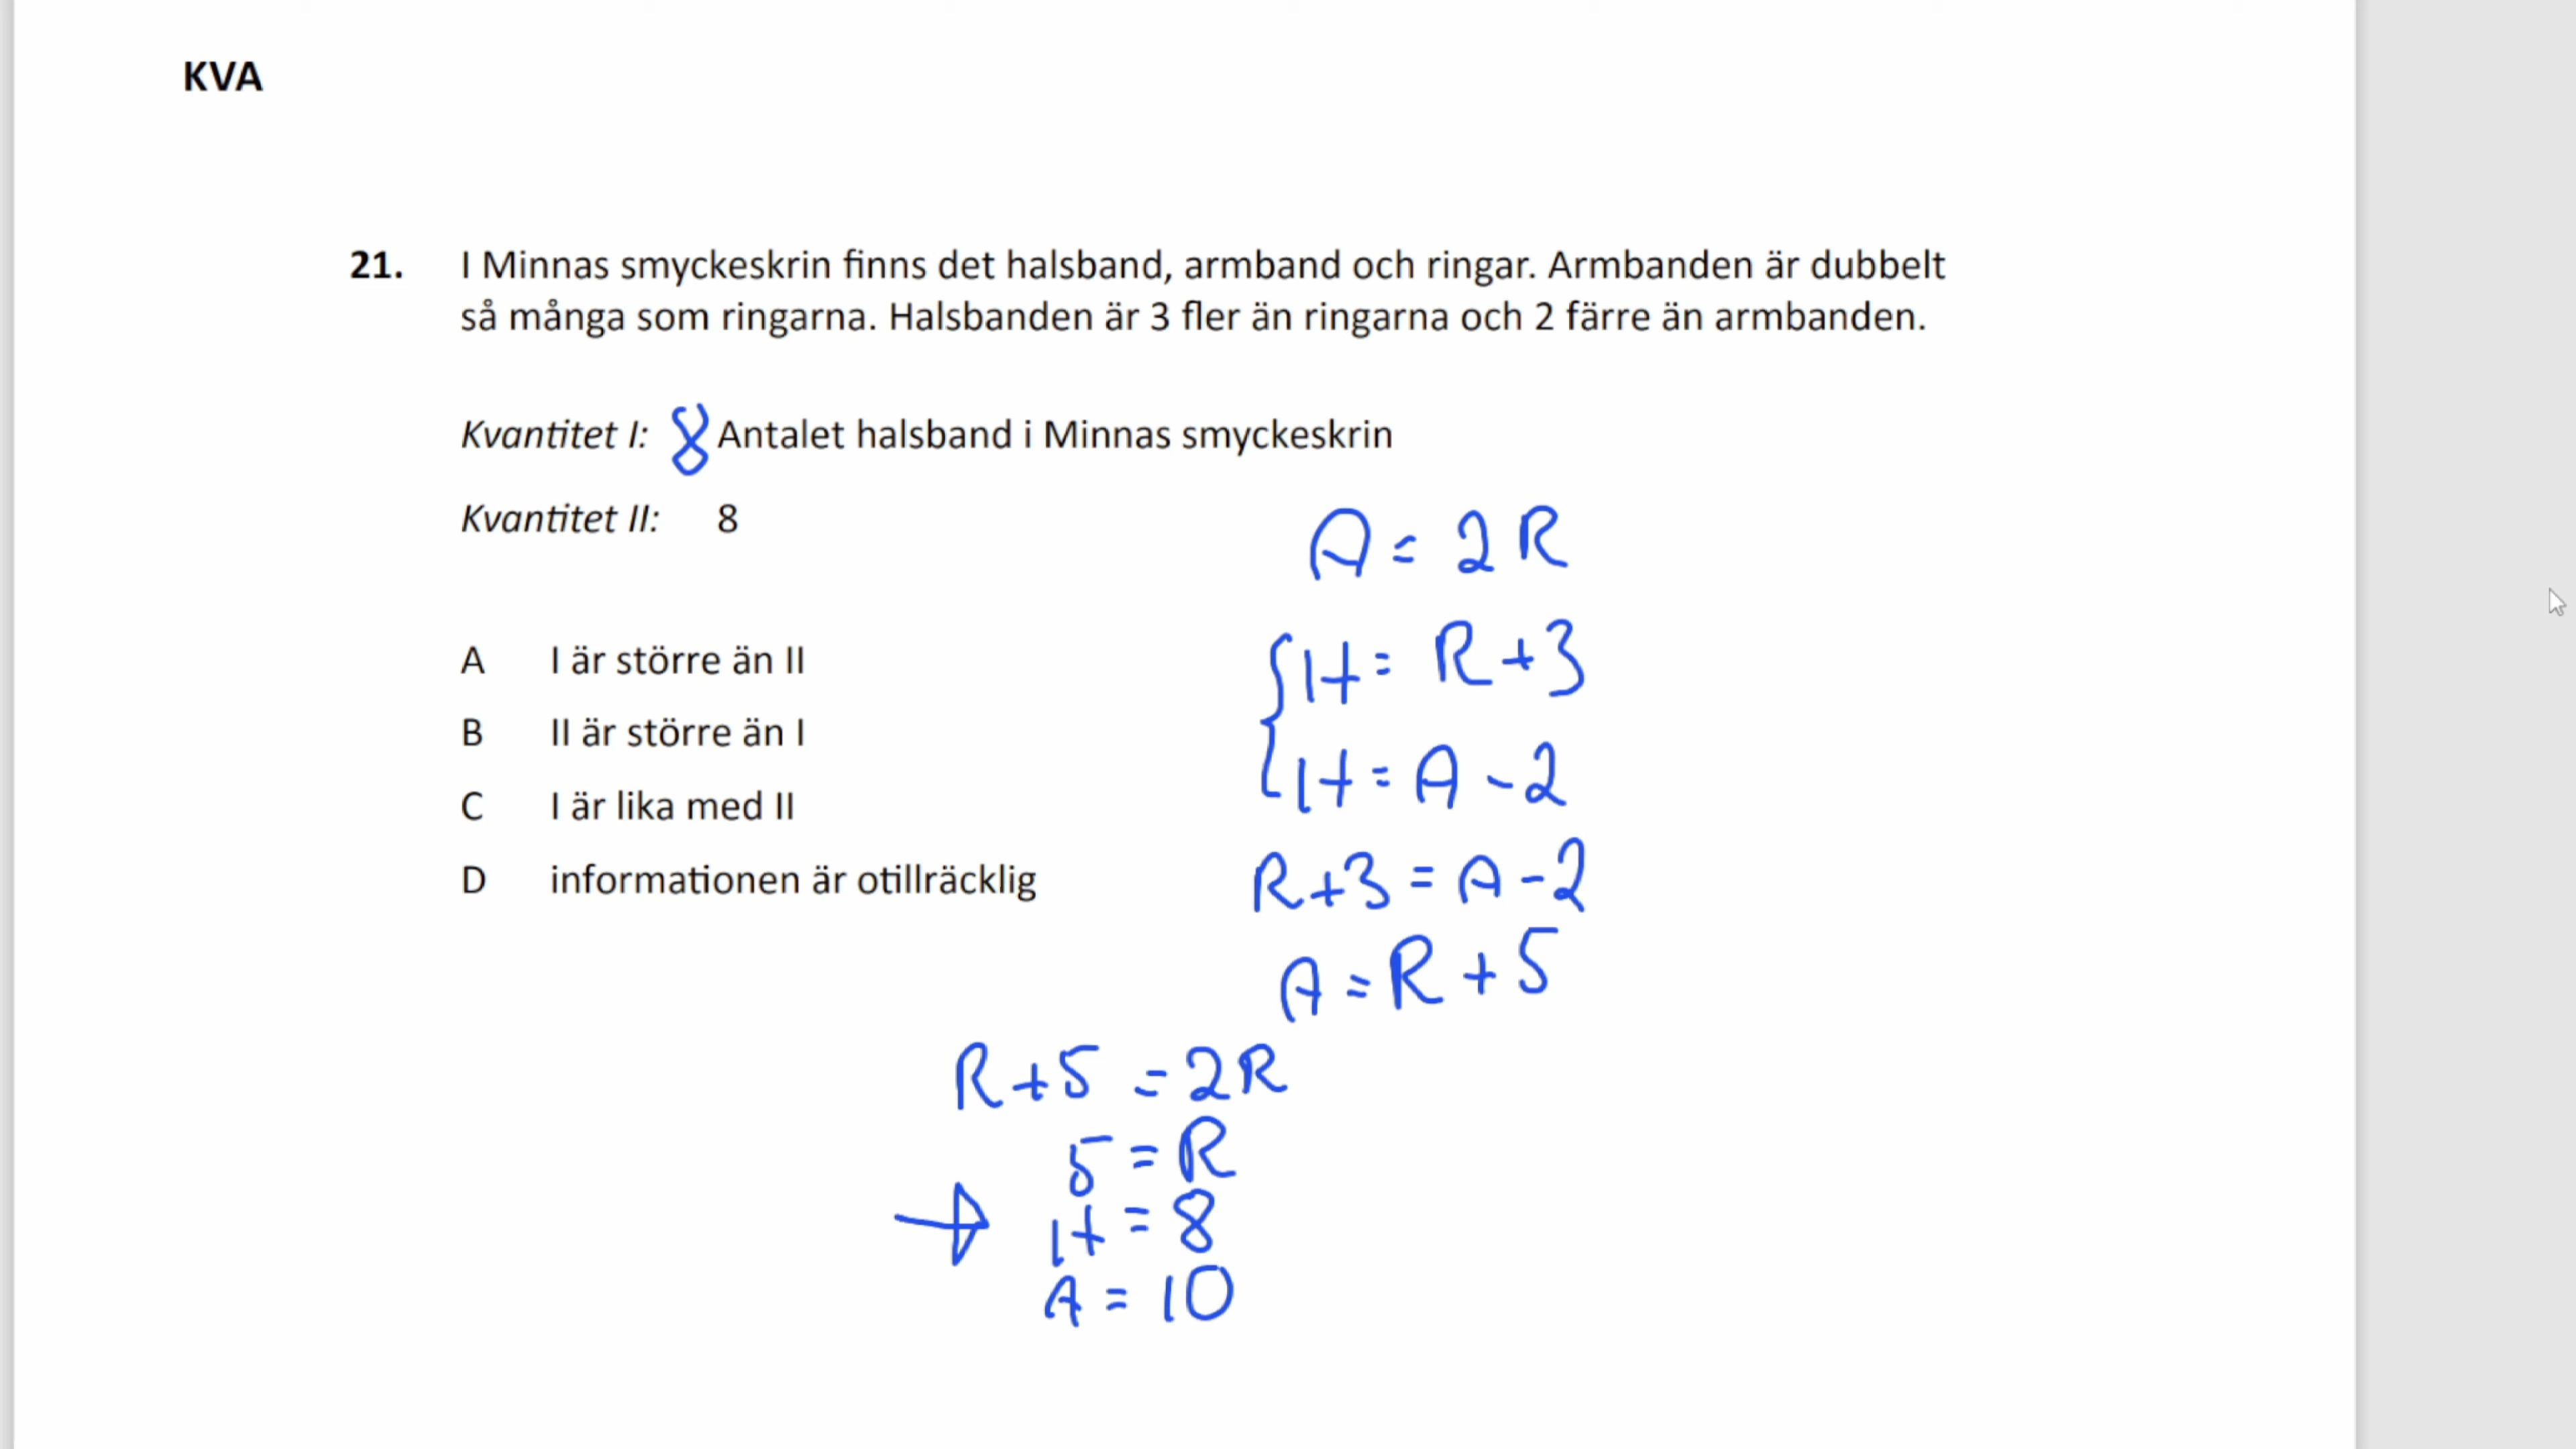 KVA
21. I Minnas smyckeskrin finns det halsband, armband och ringar. Armbanden är dubbelt
så många som ringarna. Halsbanden är 3 fler än ringarna och 2 färre än armbanden.
Kvantitet I: 8 Antalet halsband i Minnas smyckeskrin
Kvantitet II: 8
A I är större än II
B II är större än I
C I är lika med II
D informationen är otillräcklig
A = 2R
H = R+3
H = A-2
R+3 = A-2
A = R+5
R+5 = 2R
5 = R
H = 8
A = 10